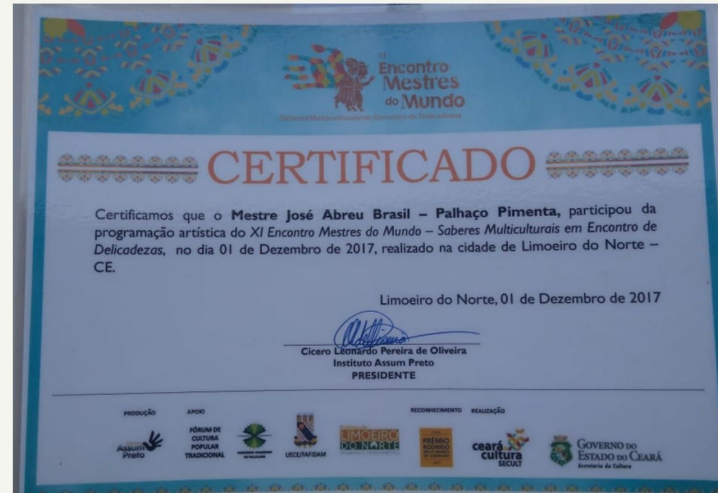 XI
Encontro
Mestres
do Mundo
CERTIFICADO
Certificamos que o Mestre José Abreu Brasil – Palhaço Pimenta, participou da
programação artística do XI Encontro Mestres do Mundo – Saberes Multiculturais em Encontro de
Delicadezas, no dia 01 de Dezembro de 2017, realizado na cidade de Limoeiro do Norte –
CE.
Limoeiro do Norte, 01 de Dezembro de 2017
Cicero Leonardo Pereira de Oliveira
Instituto Assum Preto
PRESIDENTE
PRODUÇÃO
APOIO
RECONHECIMENTO
REALIZAÇÃO
Assum
Preto
FÓRUM DE
CULTURA
POPULAR
TRADICIONAL
UECE/FAFIDAM
LIMOEIRO
DO NORTE
PRÊMIO
RODRIGO
ceará
cultura
SECULT
GOVERNO DO
ESTADO DO CEARÁ
Secretaria da Cultura